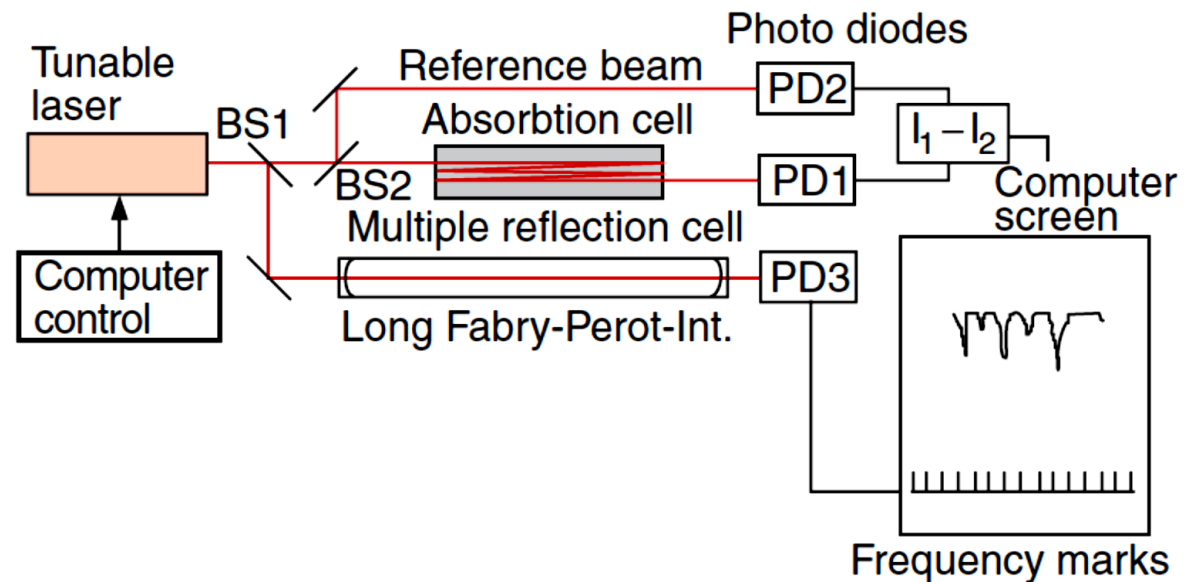 Photo diodes
Tunable
laser
Reference beam
PD2
BS1
Absorbtion cell
I1 – I2
BS2
PD1
Computer
screen
Multiple reflection cell
Computer
control
PD3
Long Fabry-Perot-Int.
Frequency marks